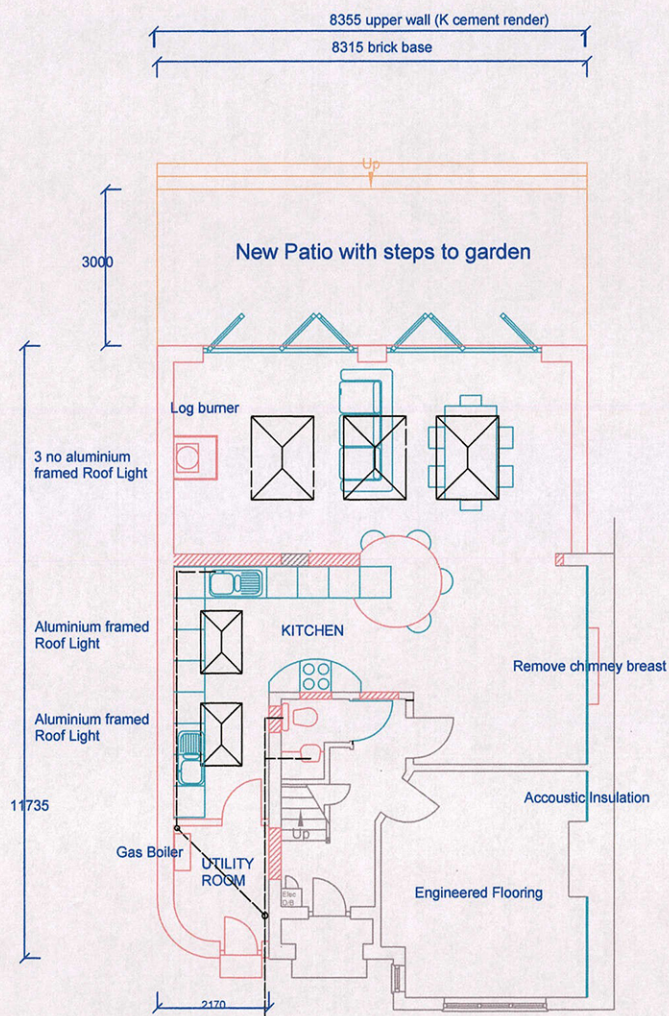 8355 upper wall (K cement render)
8315 brick base
Up
New Patio with steps to garden
3000
Log burner
3 no aluminium
framed Roof Light
Aluminium framed
Roof Light
KITCHEN
Remove chimney breast
Aluminium framed
Roof Light
11735
Accoustic Insulation
Up
Gas Boiler
UTILITY
ROOM
Elec
D/B
Engineered Flooring
2170